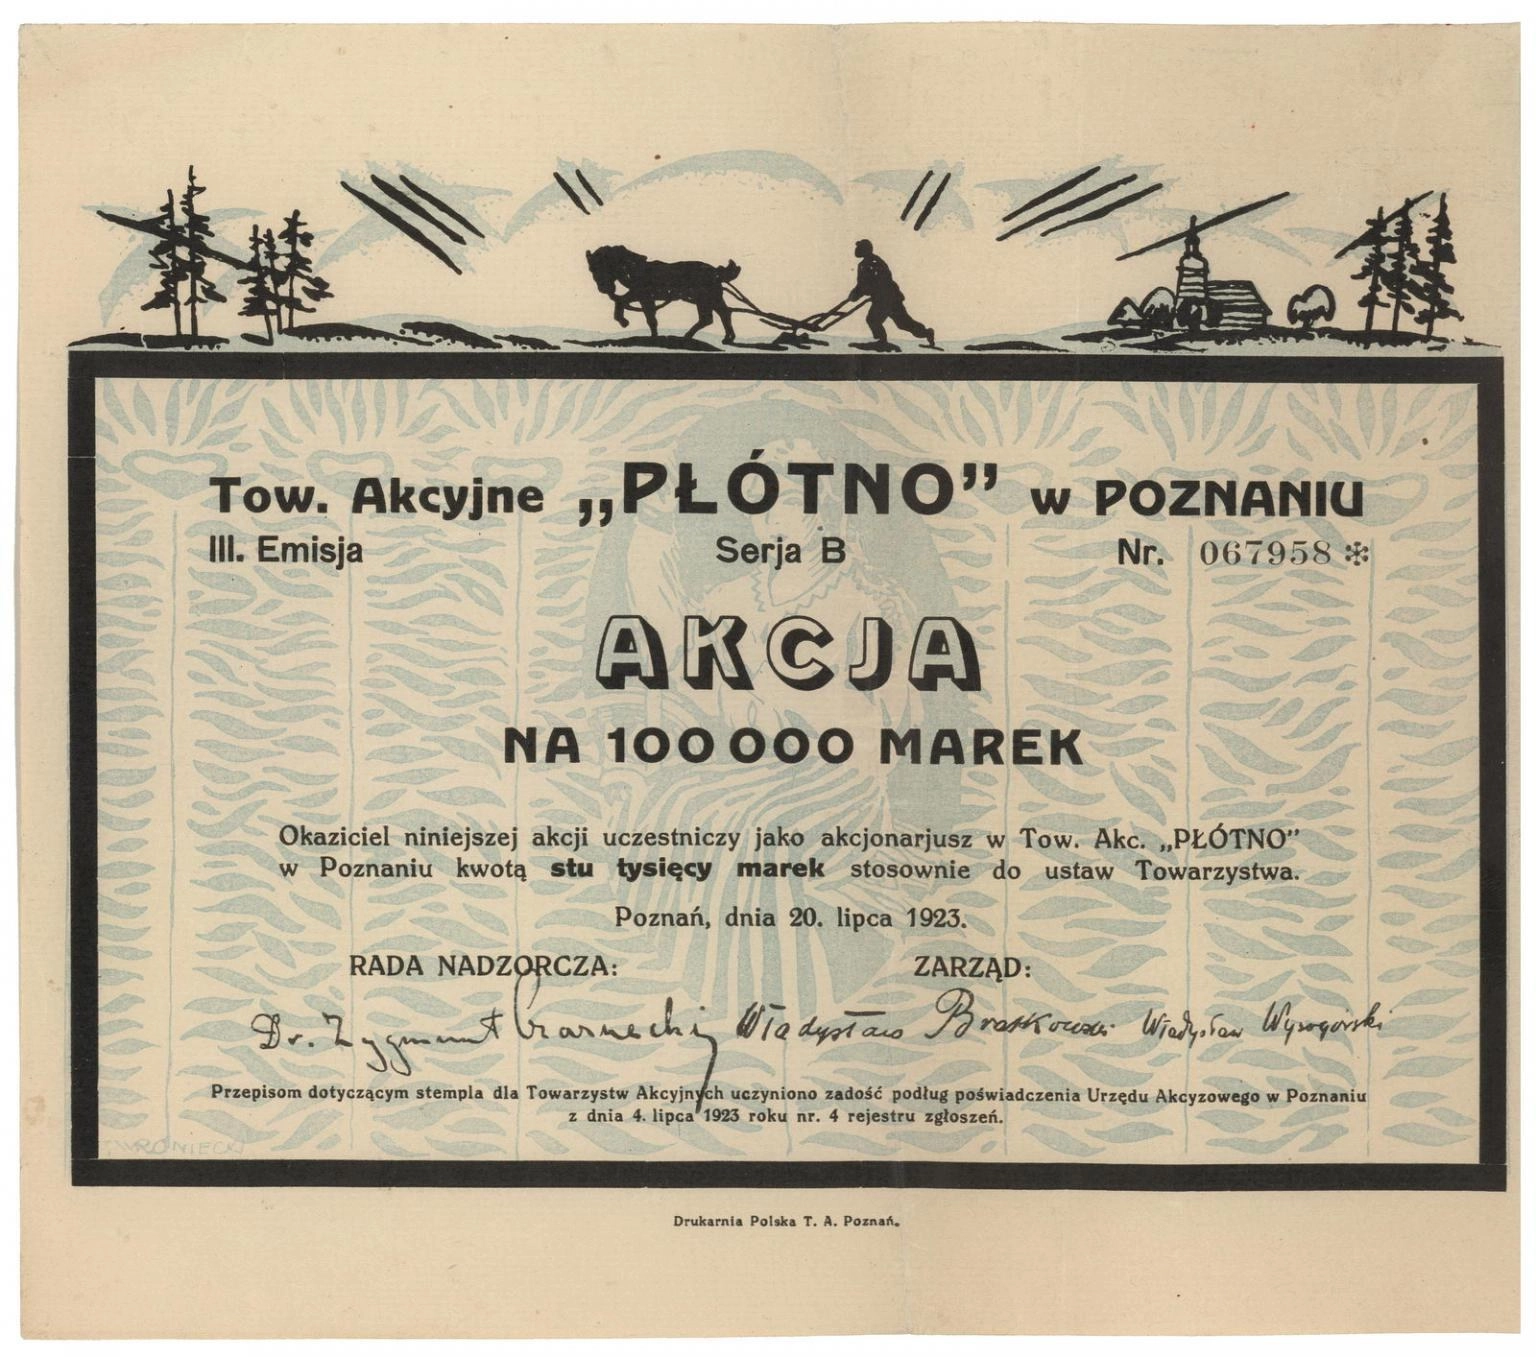 Tow. Akcyjne „PŁÓTNO” w POZNANIU
III. Emisja Serja B Nr. 067958 ✻
AKCJA
NA 100 000 MAREK
Okaziciel niniejszej akcji uczestniczy jako akcjonarjusz w Tow. Akc. „PŁÓTNO”
w Poznaniu kwotą stu tysięcy marek stosownie do ustaw Towarzystwa.
Poznań, dnia 20. lipca 1923.
RADA NADZORCZA: ZARZĄD:
Dr. Zygmunt Czarnecki Władysław Bratkowski Władysław Wysogórski
Przepisom dotyczącym stempla dla Towarzystw Akcyjnych uczyniono zadość podług poświadczenia Urzędu Akcyzowego w Poznaniu
z dnia 4. lipca 1923 roku nr. 4 rejestru zgłoszeń.
WRONIECKI
Drukarnia Polska T. A. Poznań.